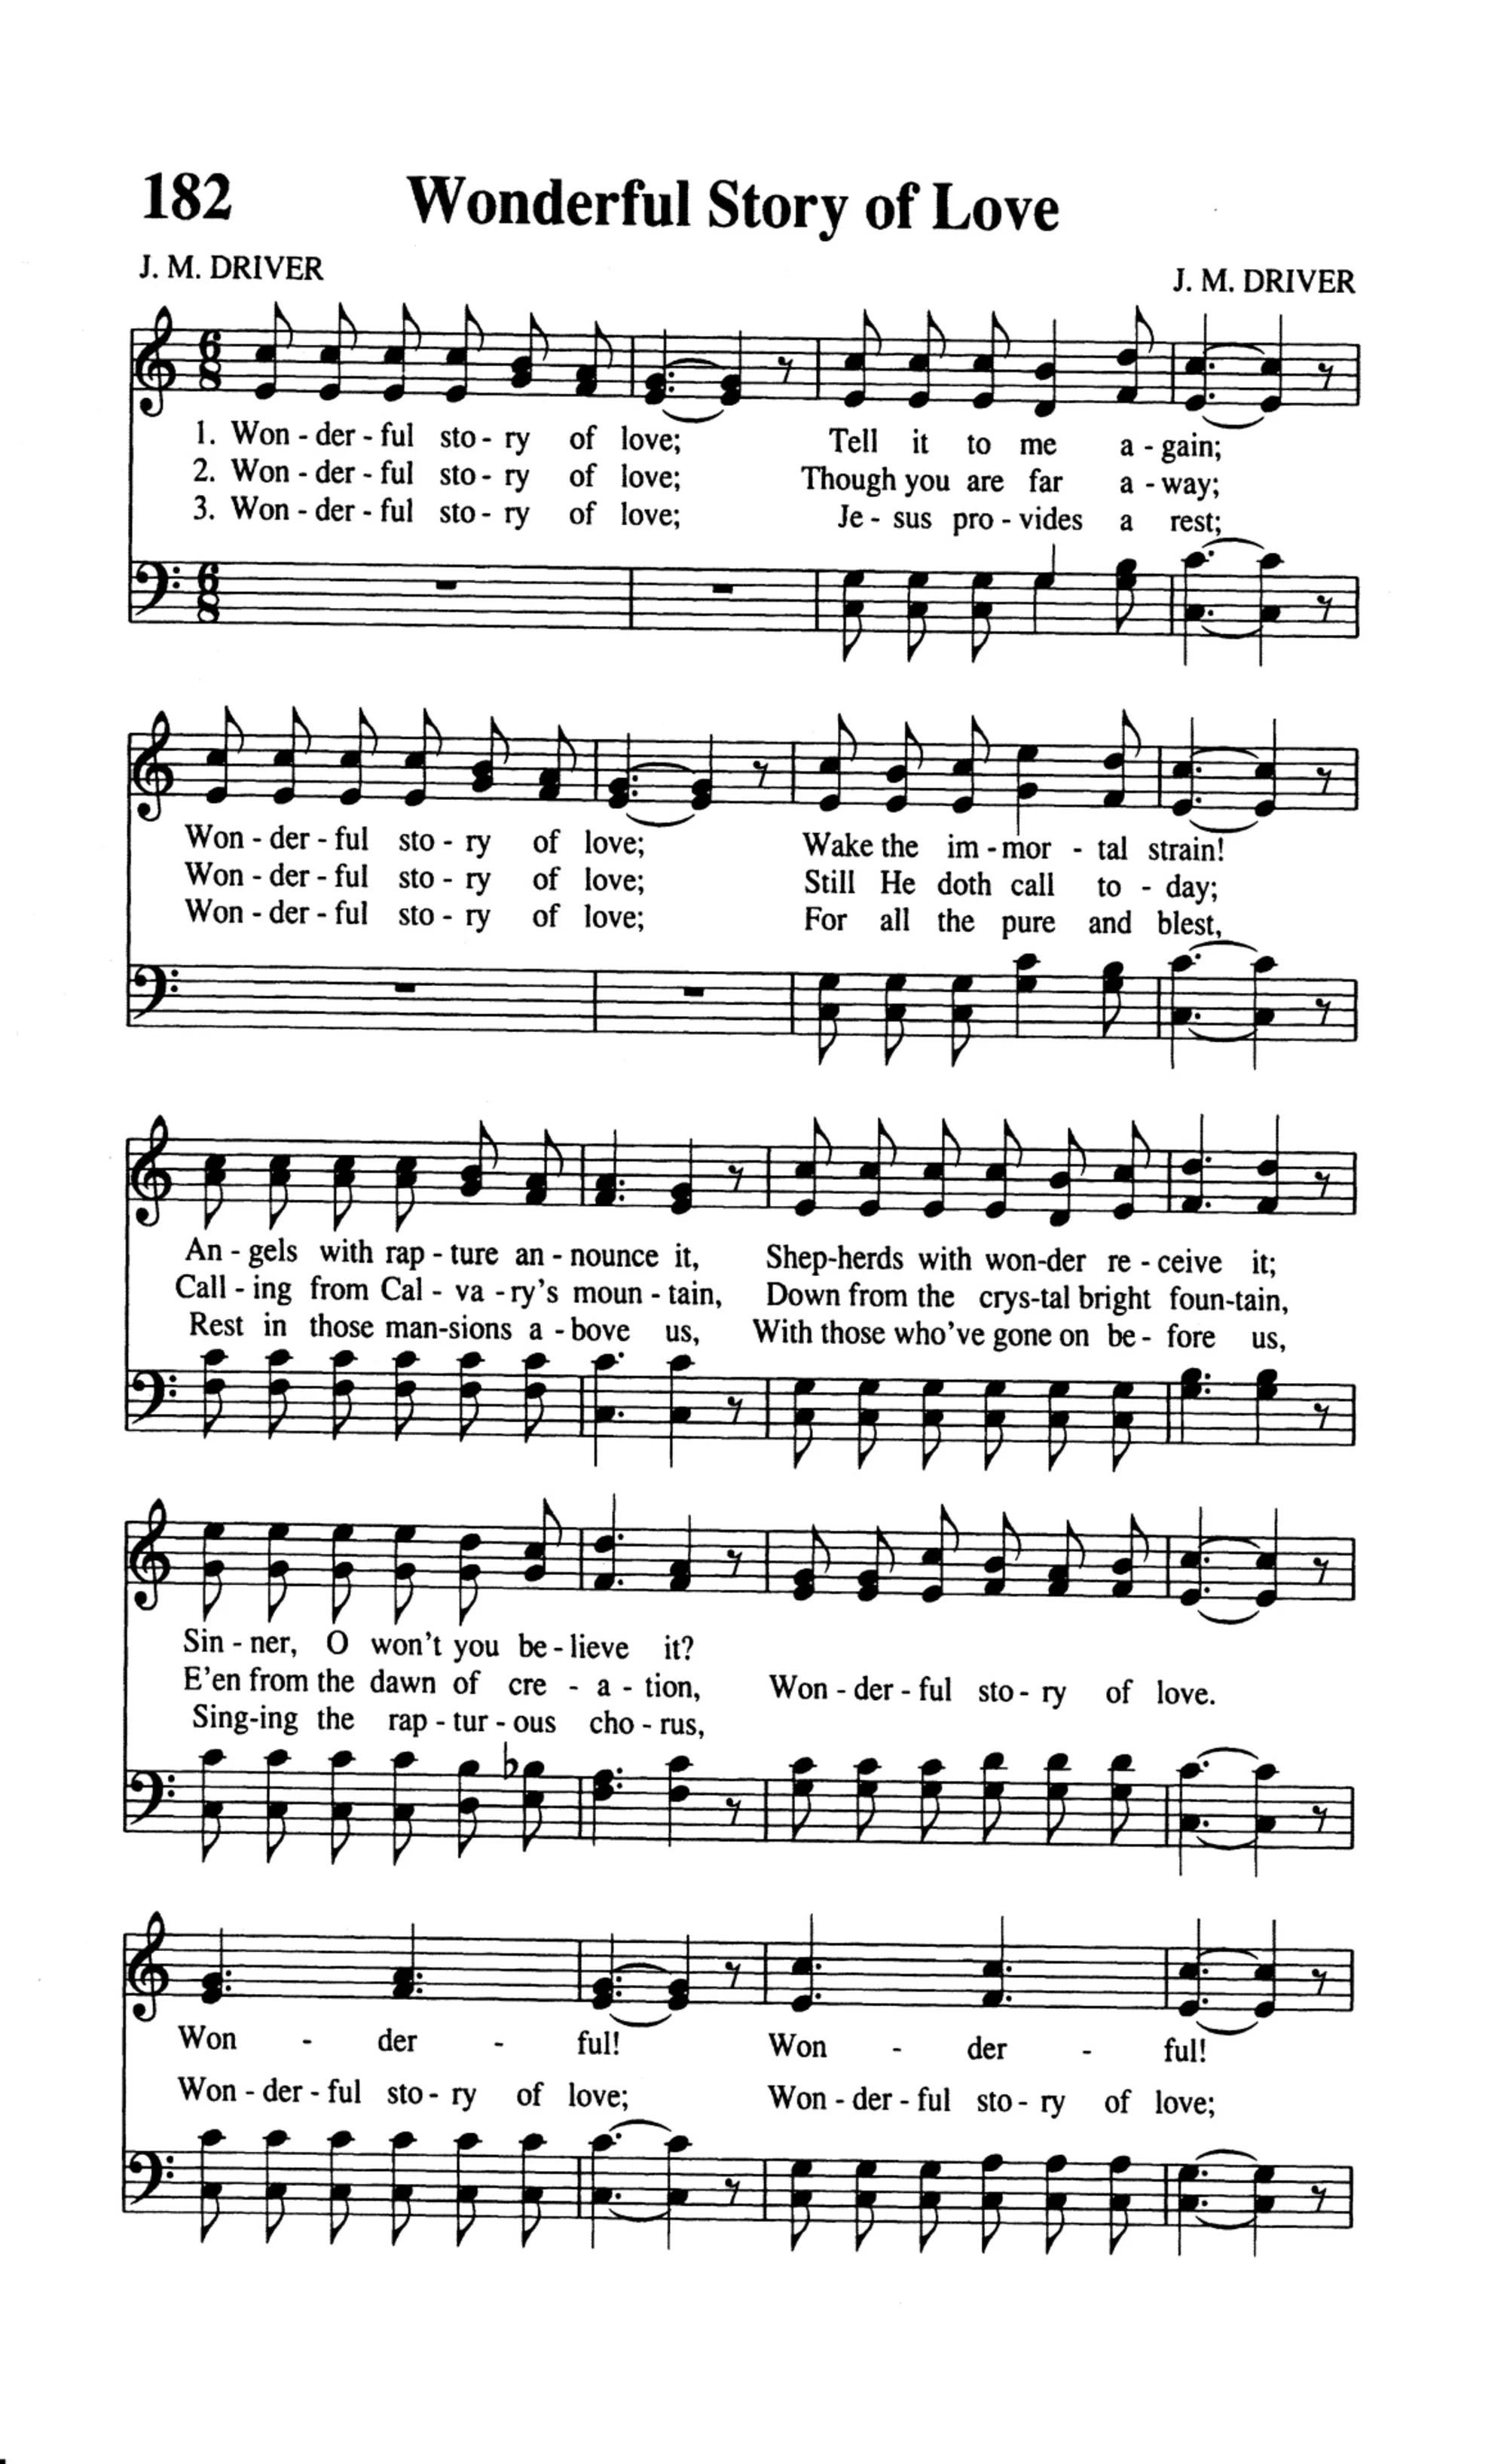 182 Wonderful Story of Love
J. M. DRIVER
J. M. DRIVER
1. Won - der - ful sto - ry of love; Tell it to me a - gain;
2. Won - der - ful sto - ry of love; Though you are far a - way;
3. Won - der - ful sto - ry of love; Je - sus pro - vides a rest;
Won - der - ful sto - ry of love; Wake the im - mor - tal strain!
Won - der - ful sto - ry of love; Still He doth call to - day;
Won - der - ful sto - ry of love; For all the pure and blest,
An - gels with rap - ture an - nounce it, Shep-herds with won-der re - ceive it;
Call - ing from Cal - va - ry's moun - tain, Down from the crys-tal bright foun-tain,
Rest in those man-sions a - bove us, With those who've gone on be - fore us,
Sin - ner, O won't you be - lieve it?
E'en from the dawn of cre - a - tion, Won - der - ful sto - ry of love.
Sing-ing the rap - tur - ous cho - rus,
Won - der - ful! Won - der - ful!
Won - der - ful sto - ry of love; Won - der - ful sto - ry of love;